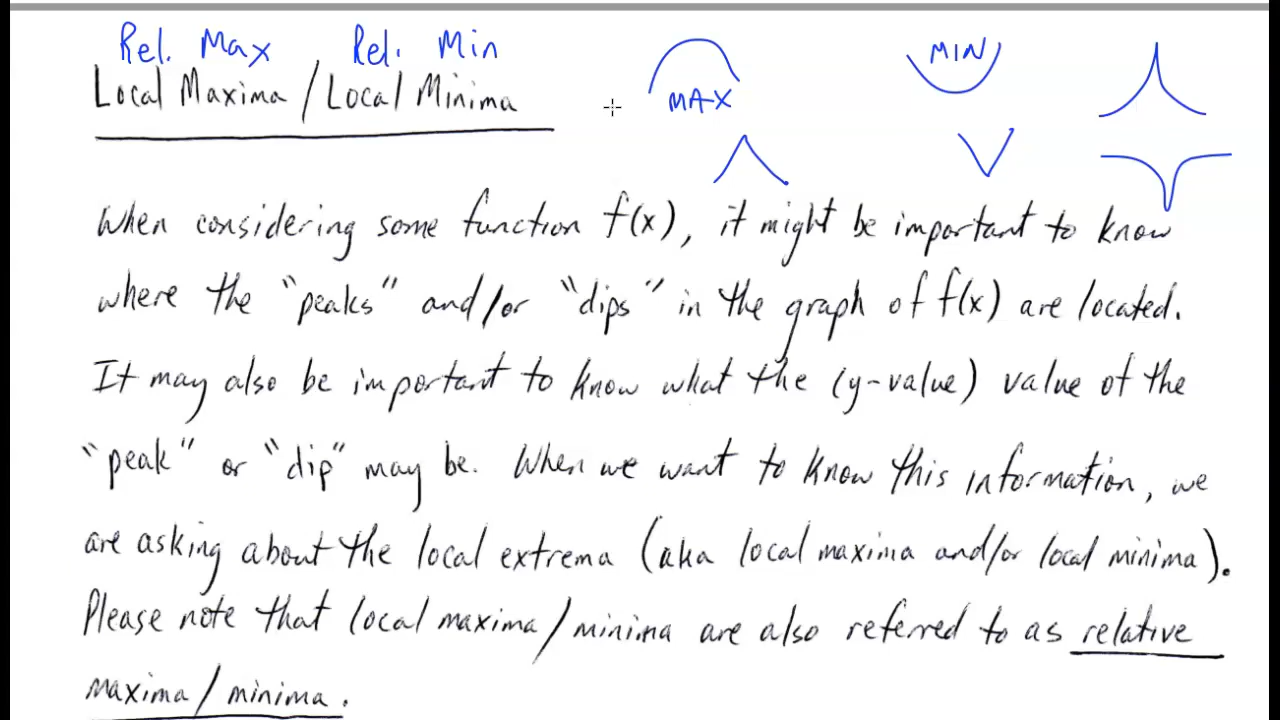 Rel. Max Rel. Min
Local Maxima / Local Minima
MAX
MIN
When considering some function f(x), it might be important to know
where the "peaks" and/or "dips" in the graph of f(x) are located.
It may also be important to know what the (y-value) value of the
"peak" or "dip" may be. When we want to know this information, we
are asking about the local extrema (aka local maxima and/or local minima).
Please note that local maxima/minima are also referred to as relative
maxima/minima.